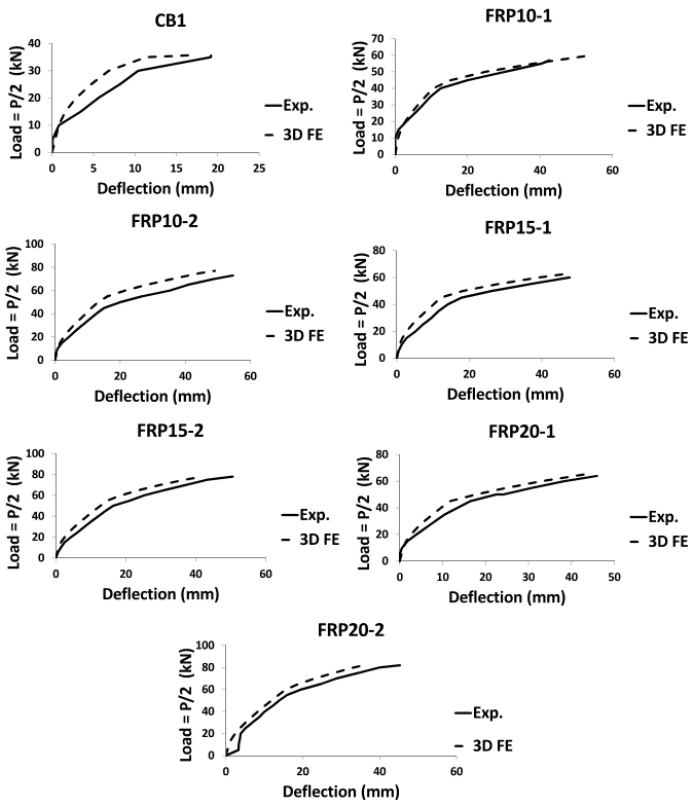 CB1
Load = P/2 (kN)
40
30
20
10
0
0 5 10 15 20 25
Deflection (mm)
Exp.
3D FE
FRP10-1
Load = P/2 (kN)
70
60
50
40
30
20
10
0
0 20 40 60
Deflection (mm)
Exp.
3D FE
FRP10-2
Load = P/2 (kN)
100
80
60
40
20
0
0 20 40 60
Deflection (mm)
Exp.
3D FE
FRP15-1
Load = P/2 (kN)
80
60
40
20
0
0 20 40 60
Deflection (mm)
Exp.
3D FE
FRP15-2
Load = P/2 (kN)
100
80
60
40
20
0
0 20 40 60
Deflection (mm)
Exp.
3D FE
FRP20-1
Load = P/2 (kN)
80
60
40
20
0
0 10 20 30 40 50
Deflection (mm)
Exp.
3D FE
FRP20-2
Load = P/2 (kN)
100
80
60
40
20
0
0 20 40 60
Deflection (mm)
Exp.
3D FE